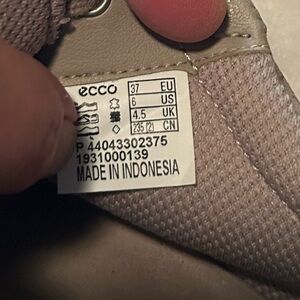 ecco 37 EU
6 US
4.5 UK
235 (2) CN
P 44043302375
1931000139
MADE IN INDONESIA